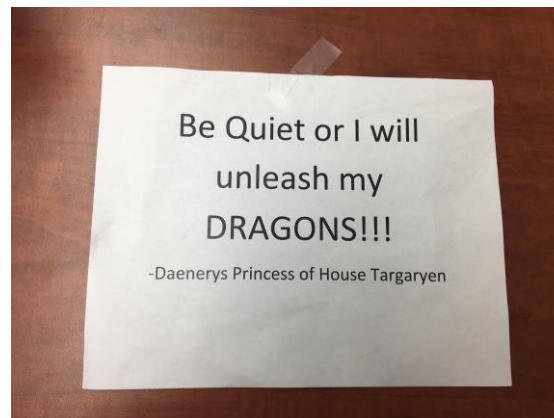 Be Quiet or I will
unleash my
DRAGONS!!!
-Daenerys Princess of House Targaryen